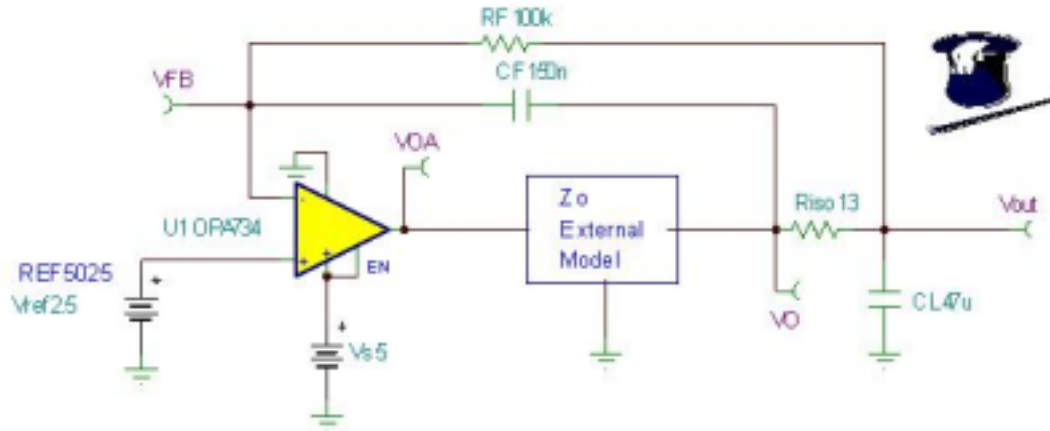 RF 100k
CF 150n
VFB
VOA
Zo
External
Model
Riso 13
Vout
U1 OPA734
EN
REF5025
Vref 2.5
Vs 5
VO
CL 47u